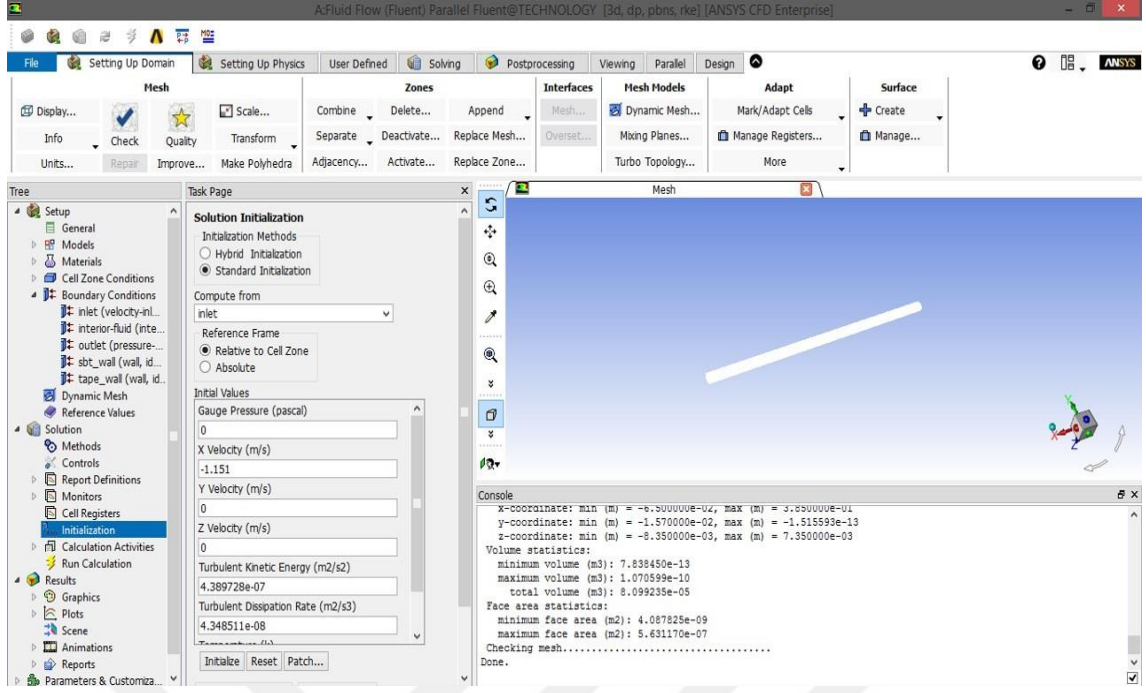 A:Fluid Flow (Fluent) Parallel Fluent@TECHNOLOGY [3d, dp, pbns, rke] [ANSYS CFD Enterprise]
File Setting Up Domain Setting Up Physics User Defined Solving Postprocessing Viewing Parallel Design ANSYS
Mesh Zones Interfaces Mesh Models Adapt Surface
Display... Scale... Combine Delete... Append Mesh... Dynamic Mesh... Mark/Adapt Cells Create
Info Check Quality Transform Separate Deactivate... Replace Mesh... Overset... Mixing Planes... Manage Registers... Manage...
Units... Repair Improve... Make Polyhedra Adjacency... Activate... Replace Zone... Turbo Topology... More
Tree
Setup
General
Models
Materials
Cell Zone Conditions
Boundary Conditions
inlet (velocity-inl...
interior-fluid (inte...
outlet (pressure-...
sbt_wall (wall, id...
tape_wall (wall, id..
Dynamic Mesh
Reference Values
Solution
Methods
Controls
Report Definitions
Monitors
Cell Registers
Initialization
Calculation Activities
Run Calculation
Results
Graphics
Plots
Scene
Animations
Reports
Parameters & Customiza...
Task Page
Solution Initialization
Initialization Methods
Hybrid Initialization
Standard Initialization
Compute from
inlet
Reference Frame
Relative to Cell Zone
Absolute
Initial Values
Gauge Pressure (pascal)
0
X Velocity (m/s)
-1.151
Y Velocity (m/s)
0
Z Velocity (m/s)
0
Turbulent Kinetic Energy (m2/s2)
4.389728e-07
Turbulent Dissipation Rate (m2/s3)
4.348511e-08
Initialize Reset Patch...
Mesh
Y
X
Z
Console
x-coordinate: min (m) = -6.500000e-02, max (m) = 3.850000e-01
y-coordinate: min (m) = -1.570000e-02, max (m) = -1.515593e-13
z-coordinate: min (m) = -8.350000e-03, max (m) = 7.350000e-03
Volume statistics:
minimum volume (m3): 7.838450e-13
maximum volume (m3): 1.070599e-10
total volume (m3): 8.099235e-05
Face area statistics:
minimum face area (m2): 4.087825e-09
maximum face area (m2): 5.631170e-07
Checking mesh...................................
Done.